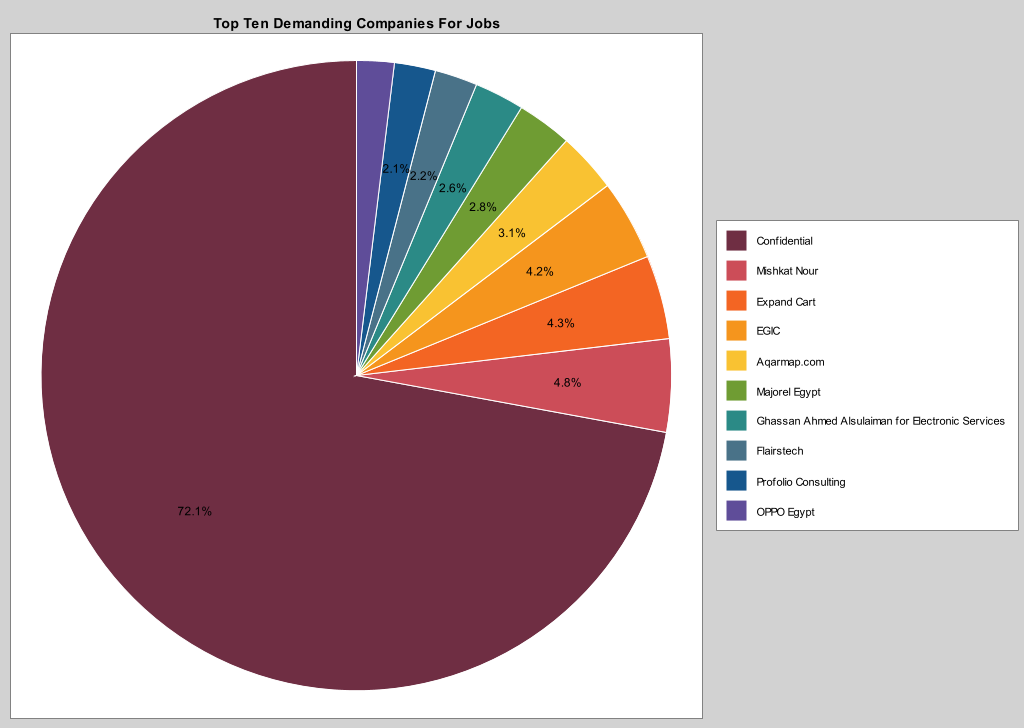 Top Ten Demanding Companies For Jobs
2.1%
2.2%
2.6%
2.8%
3.1%
4.2%
4.3%
4.8%
72.1%
Confidential
Mishkat Nour
Expand Cart
EGIC
Aqarmap.com
Majorel Egypt
Ghassan Ahmed Alsulaiman for Electronic Services
Flairstech
Profolio Consulting
OPPO Egypt